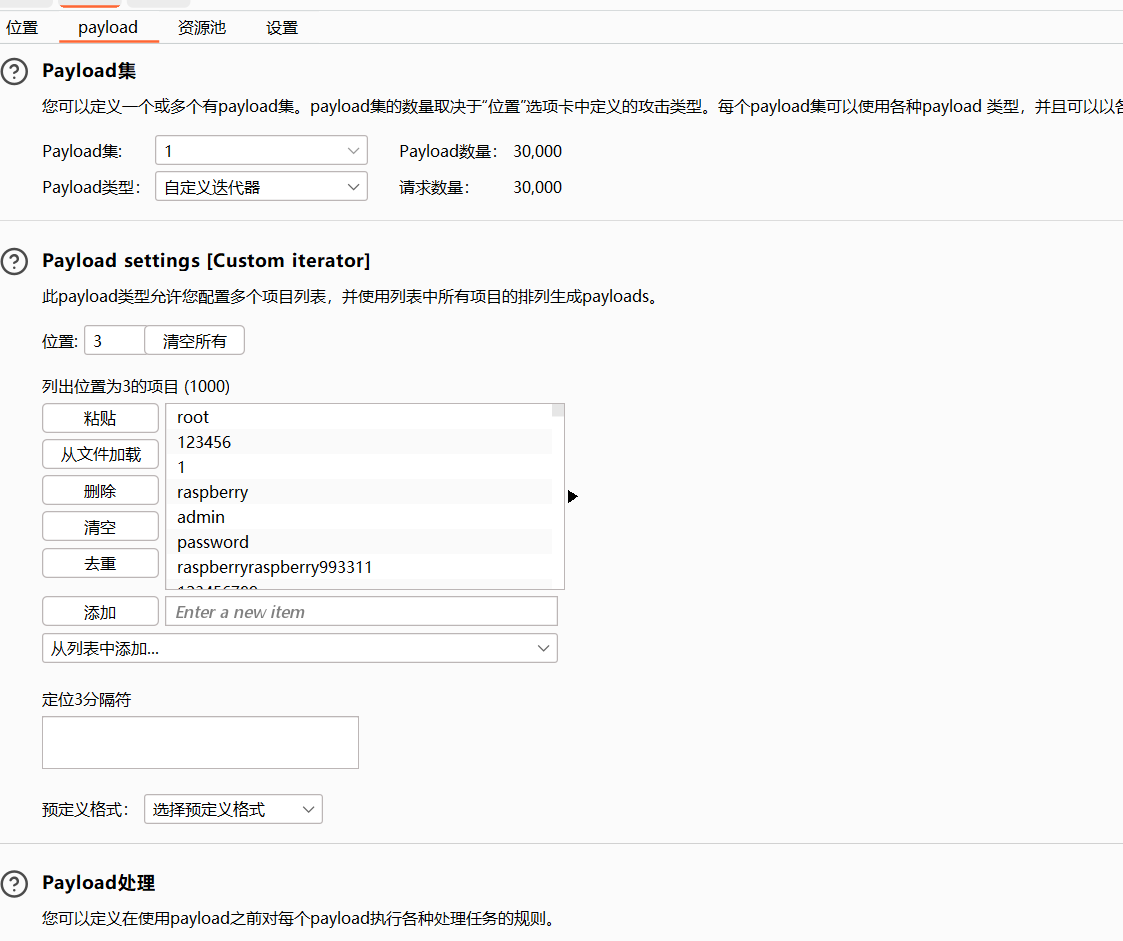 位置 payload 资源池 设置
Payload集
您可以定义一个或多个有payload集。payload集的数量取决于“位置”选项卡中定义的攻击类型。每个payload集可以使用各种payload 类型，并且可以以
Payload集: 1 Payload数量： 30,000
Payload类型： 自定义迭代器 请求数量： 30,000
Payload settings [Custom iterator]
此payload类型允许您配置多个项目列表，并使用列表中所有项目的排列生成payloads。
位置: 3 清空所有
列出位置为3的项目 (1000)
粘贴 root
123456
从文件加载 1
删除 raspberry
清空 admin
password
去重 raspberryraspberry993311
123456789
添加 Enter a new item
从列表中添加...
定位3分隔符
预定义格式： 选择预定义格式
Payload处理
您可以定义在使用payload之前对每个payload执行各种处理任务的规则。